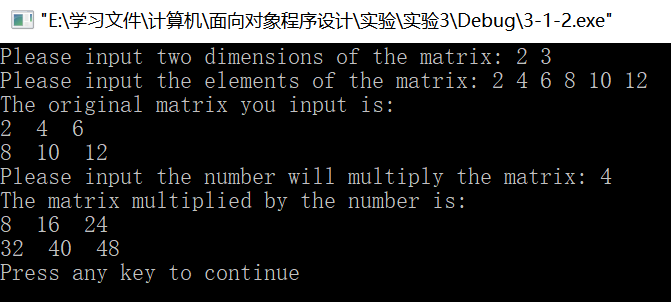 "E:\学习文件\计算机\面向对象程序设计\实验\实验3\Debug\3-1-2.exe"
Please input two dimensions of the matrix: 2 3
Please input the elements of the matrix: 2 4 6 8 10 12
The original matrix you input is:
2  4  6
8  10  12
Please input the number will multiply the matrix: 4
The matrix multiplied by the number is:
8  16  24
32  40  48
Press any key to continue